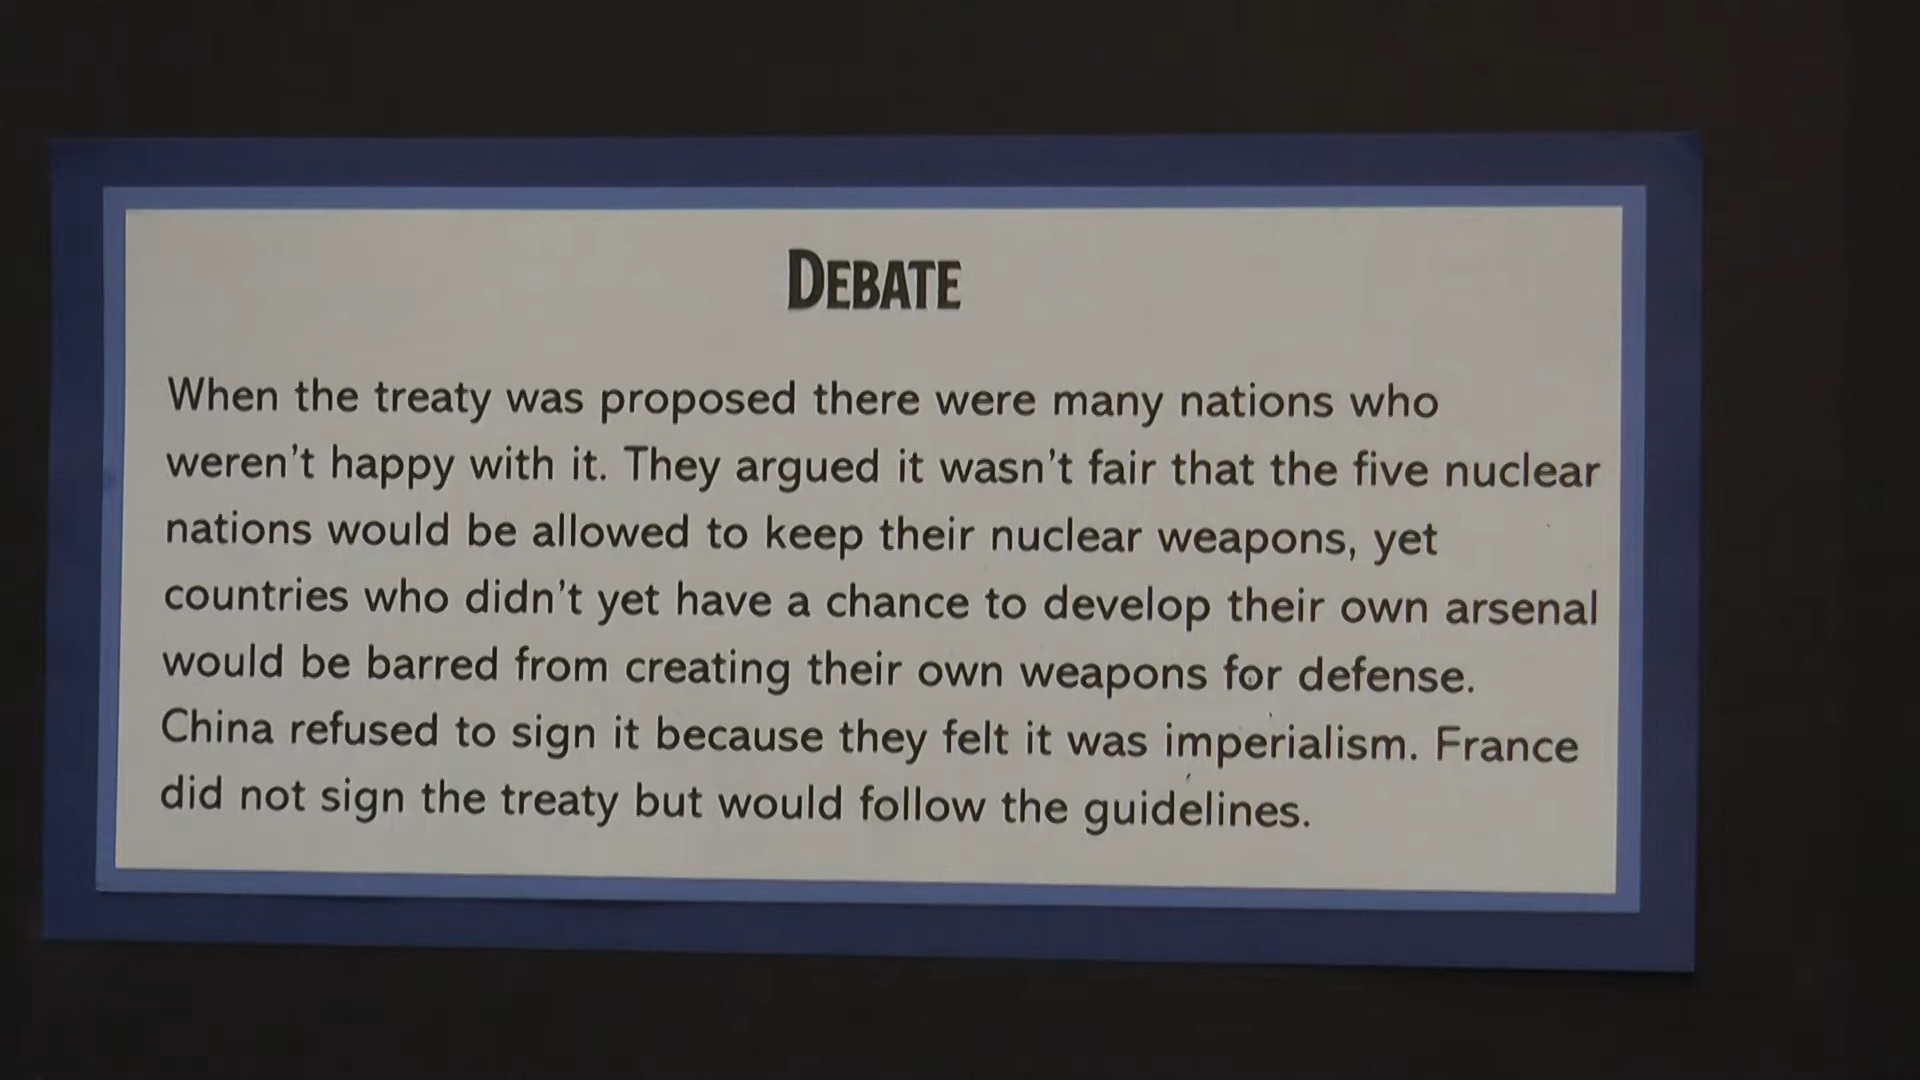 DEBATE
When the treaty was proposed there were many nations who
weren't happy with it. They argued it wasn't fair that the five nuclear
nations would be allowed to keep their nuclear weapons, yet
countries who didn't yet have a chance to develop their own arsenal
would be barred from creating their own weapons for defense.
China refused to sign it because they felt it was imperialism. France
did not sign the treaty but would follow the guidelines.